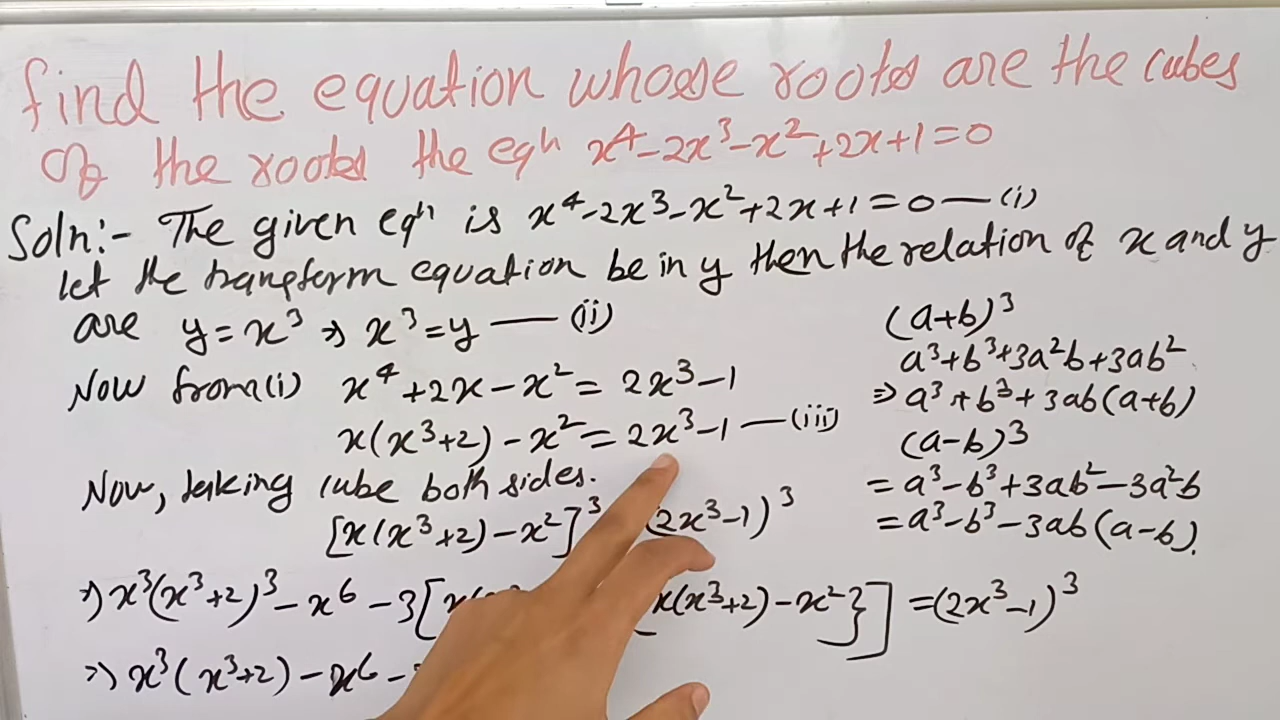 find the equation whose roots are the cubes
of the roots the eqn x⁴-2x³-x²+2x+1=0
Soln:- The given eqn is x⁴-2x³-x²+2x+1=0 — (i)
let the transform equation be in y then the relation of x and y
are y=x³ ⇒ x³=y — (ii)
Now from (i) x⁴+2x-x²=2x³-1
x(x³+2)-x²=2x³-1 — (iii)
Now, taking cube both sides.
[x(x³+2)-x²]³ (2x³-1)³
⇒ x³(x³+2)³-x⁶-3[ x(x³+2)-x²}] =(2x³-1)³
⇒ x³(x³+2)-x⁶-
(a+b)³
a³+b³+3a²b+3ab²
⇒ a³+b³+3ab(a+b)
(a-b)³
=a³-b³+3ab²-3a²b
=a³-b³-3ab(a-b).